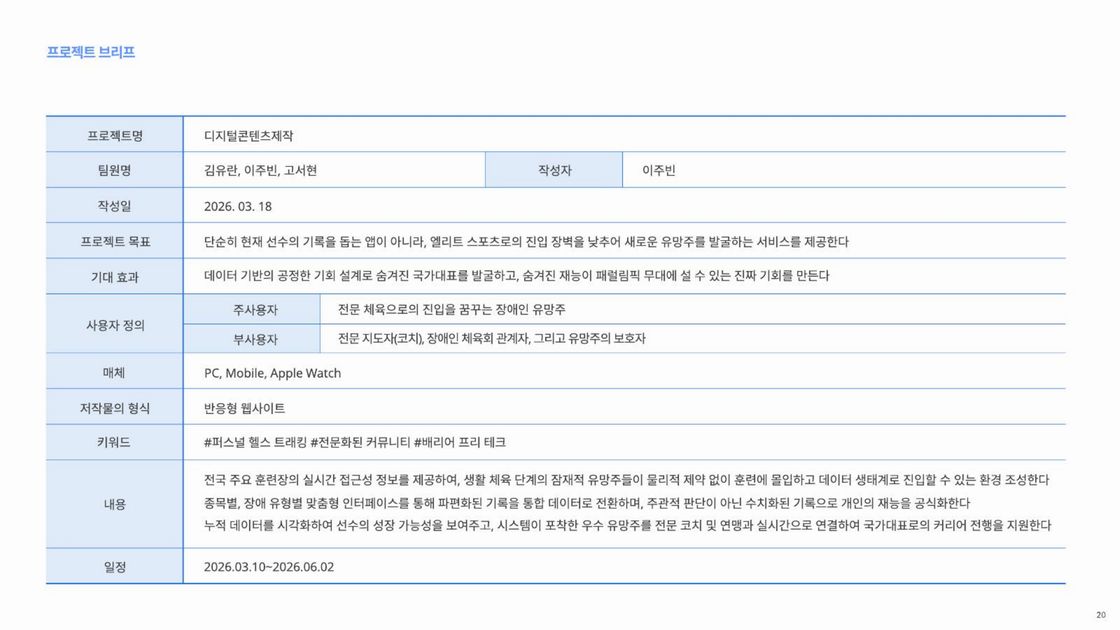 프로젝트 브리프
프로젝트명 디지털콘텐츠제작
팀원명 김유란, 이주빈, 고서현 작성자 이주빈
작성일 2026. 03. 18
프로젝트 목표 단순히 현재 선수의 기록을 돕는 앱이 아니라, 엘리트 스포츠로의 진입 장벽을 낮추어 새로운 유망주를 발굴하는 서비스를 제공한다
기대 효과 데이터 기반의 공정한 기회 설계로 숨겨진 국가대표를 발굴하고, 숨겨진 재능이 패럴림픽 무대에 설 수 있는 진짜 기회를 만든다
사용자 정의
주사용자 전문 체육으로의 진입을 꿈꾸는 장애인 유망주
부사용자 전문 지도자(코치), 장애인 체육회 관계자, 그리고 유망주의 보호자
매체 PC, Mobile, Apple Watch
저작물의 형식 반응형 웹사이트
키워드 #퍼스널 헬스 트래킹 #전문화된 커뮤니티 #배리어 프리 테크
내용
전국 주요 훈련장의 실시간 접근성 정보를 제공하여, 생활 체육 단계의 잠재적 유망주들이 물리적 제약 없이 훈련에 몰입하고 데이터 생태계로 진입할 수 있는 환경 조성한다
종목별, 장애 유형별 맞춤형 인터페이스를 통해 파편화된 기록을 통합 데이터로 전환하며, 주관적 판단이 아닌 수치화된 기록으로 개인의 재능을 공식화한다
누적 데이터를 시각화하여 선수의 성장 가능성을 보여주고, 시스템이 포착한 우수 유망주를 전문 코치 및 연맹과 실시간으로 연결하여 국가대표로의 커리어 전행을 지원한다
일정 2026.03.10~2026.06.02
20